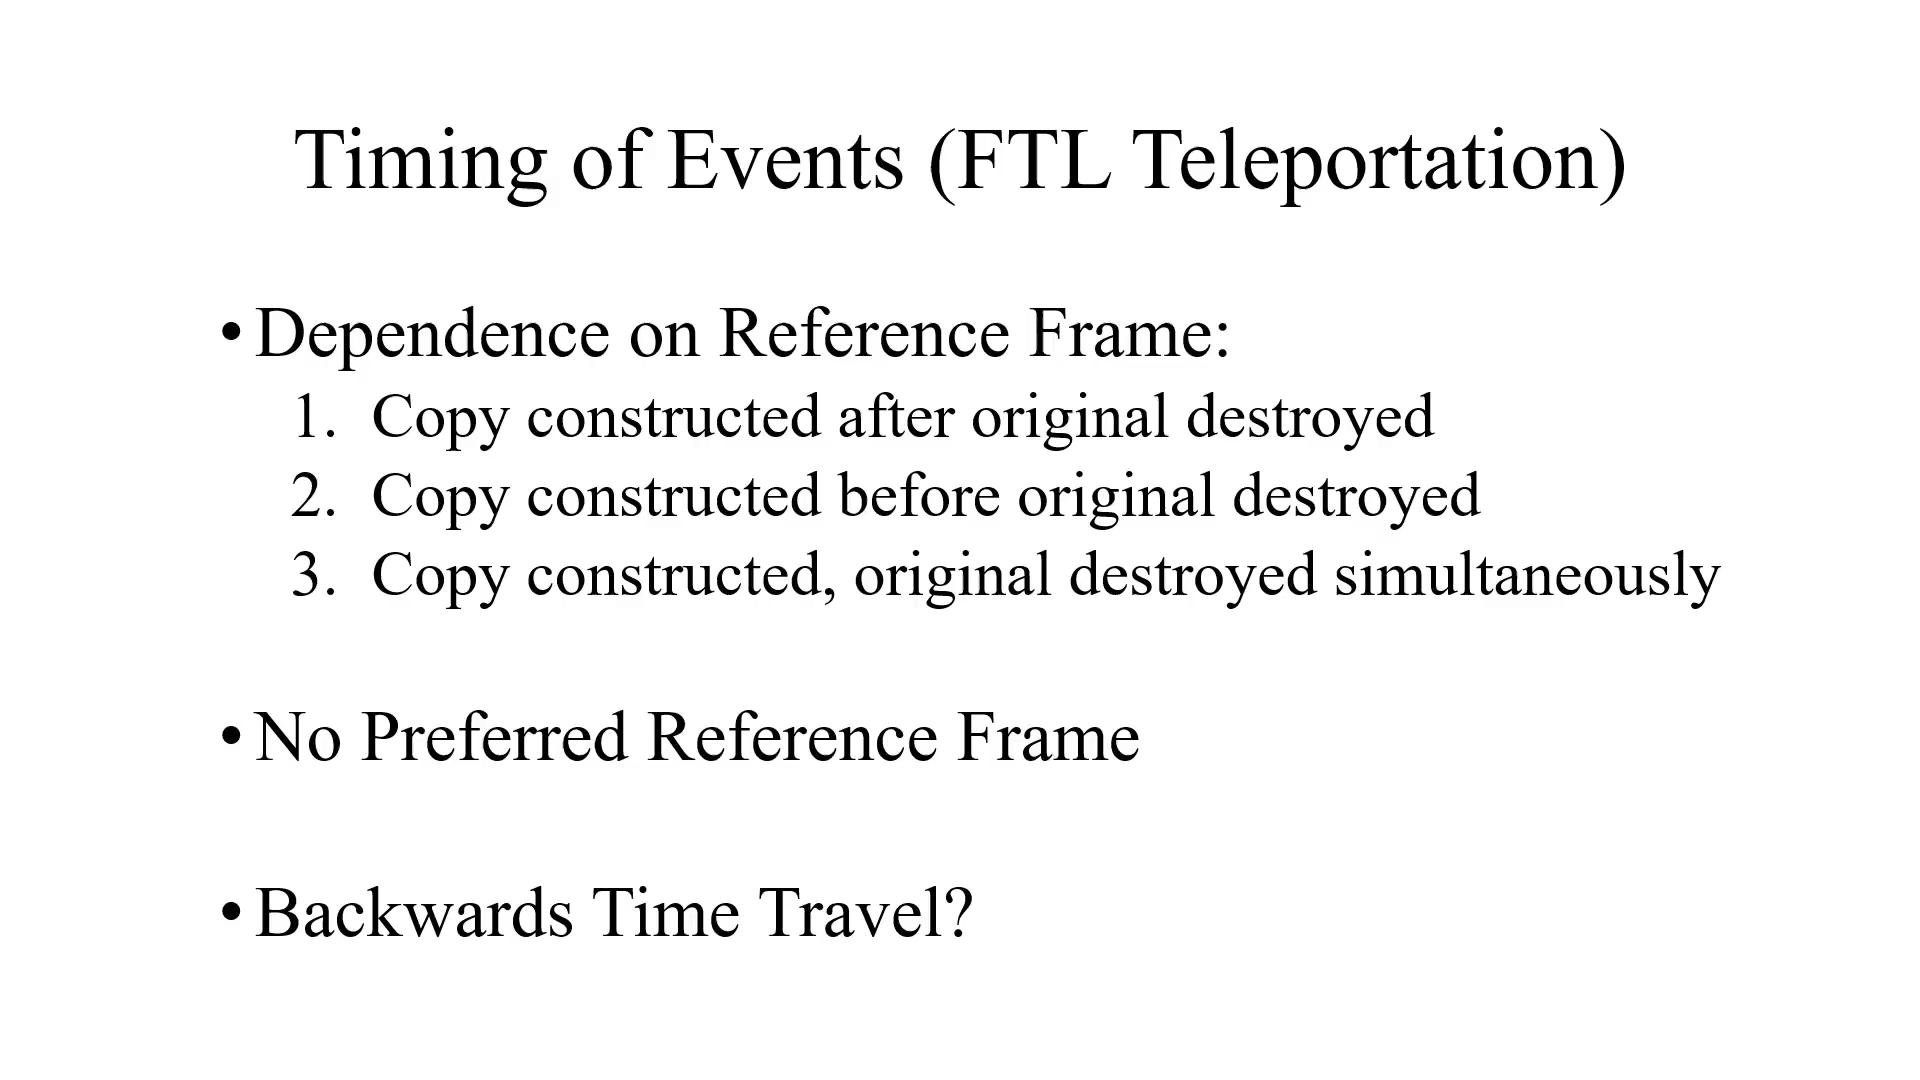 Timing of Events (FTL Teleportation)
• Dependence on Reference Frame:
1. Copy constructed after original destroyed
2. Copy constructed before original destroyed
3. Copy constructed, original destroyed simultaneously
• No Preferred Reference Frame
• Backwards Time Travel?